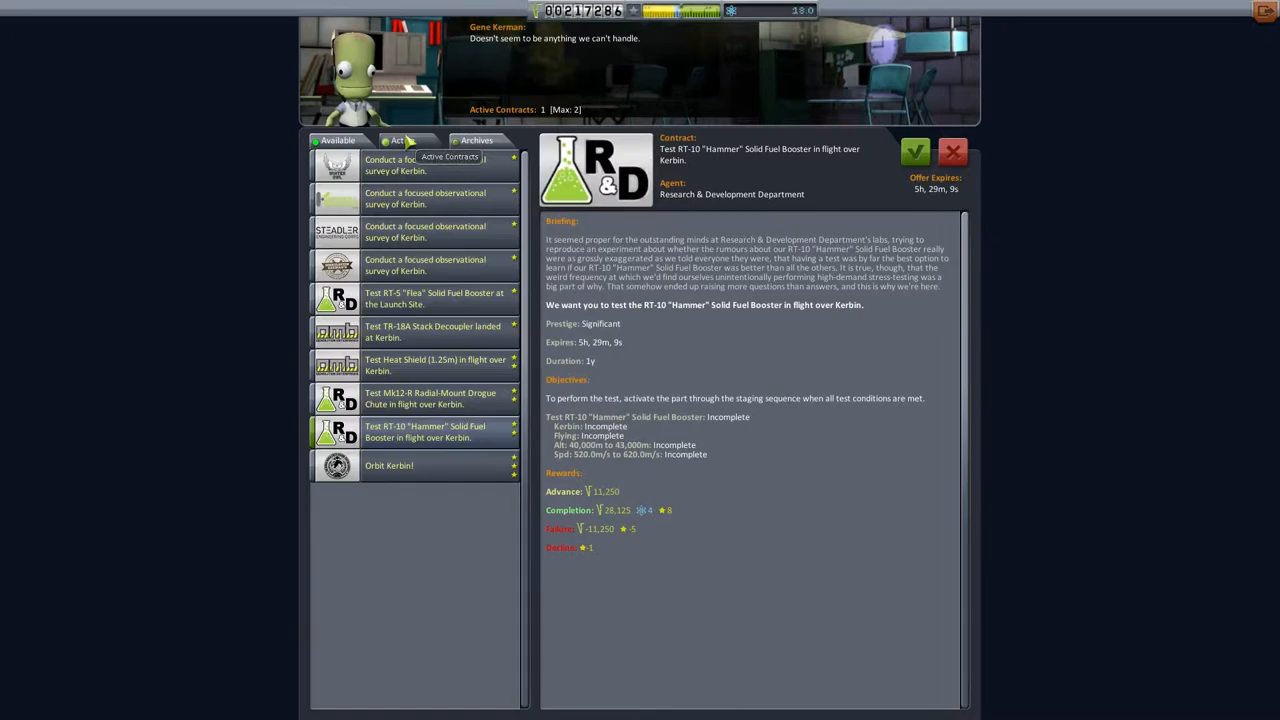 00217286
18.0
Gene Kerman:
Doesn't seem to be anything we can't handle.
Active Contracts: 1 [Max: 2]
Available
Act
Archives
Active Contracts
Conduct a foc
l
survey of Kerbin.
Conduct a focused observational
survey of Kerbin.
STEADLER
ENGINEERING CORPS
Conduct a focused observational
survey of Kerbin.
Conduct a focused observational
survey of Kerbin.
R&D
Test RT-5 "Flea" Solid Fuel Booster at
the Launch Site.
Test TR-18A Stack Decoupler landed
at Kerbin.
Test Heat Shield (1.25m) in flight over
Kerbin.
R&D
Test Mk12-R Radial-Mount Drogue
Chute in flight over Kerbin.
R&D
Test RT-10 "Hammer" Solid Fuel
Booster in flight over Kerbin.
Orbit Kerbin!
R&D
Contract:
Test RT-10 "Hammer" Solid Fuel Booster in flight over
Kerbin.
Agent:
Research & Development Department
Offer Expires:
5h, 29m, 9s
Briefing:
It seemed proper for the outstanding minds at Research & Development Department's labs, trying to
reproduce an experiment about whether the rumours about our RT-10 "Hammer" Solid Fuel Booster really
were as grossly exaggerated as we told everyone they were, that having a test was by far the best option to
learn if our RT-10 "Hammer" Solid Fuel Booster was better than all the others. It is true, though, that the
weird frequency at which we'd find ourselves unintentionally performing high-demand stress-testing was a
big part of why. That somehow ended up raising more questions than answers, and this is why we're here.
We want you to test the RT-10 "Hammer" Solid Fuel Booster in flight over Kerbin.
Prestige: Significant
Expires: 5h, 29m, 9s
Duration: 1y
Objectives:
To perform the test, activate the part through the staging sequence when all test conditions are met.
Test RT-10 "Hammer" Solid Fuel Booster: Incomplete
Kerbin: Incomplete
Flying: Incomplete
Alt: 40,000m to 43,000m: Incomplete
Spd: 520.0m/s to 620.0m/s: Incomplete
Rewards:
Advance: 11,250
Completion: 28,125 4 8
Failure: -11,250 -5
Decline: -1